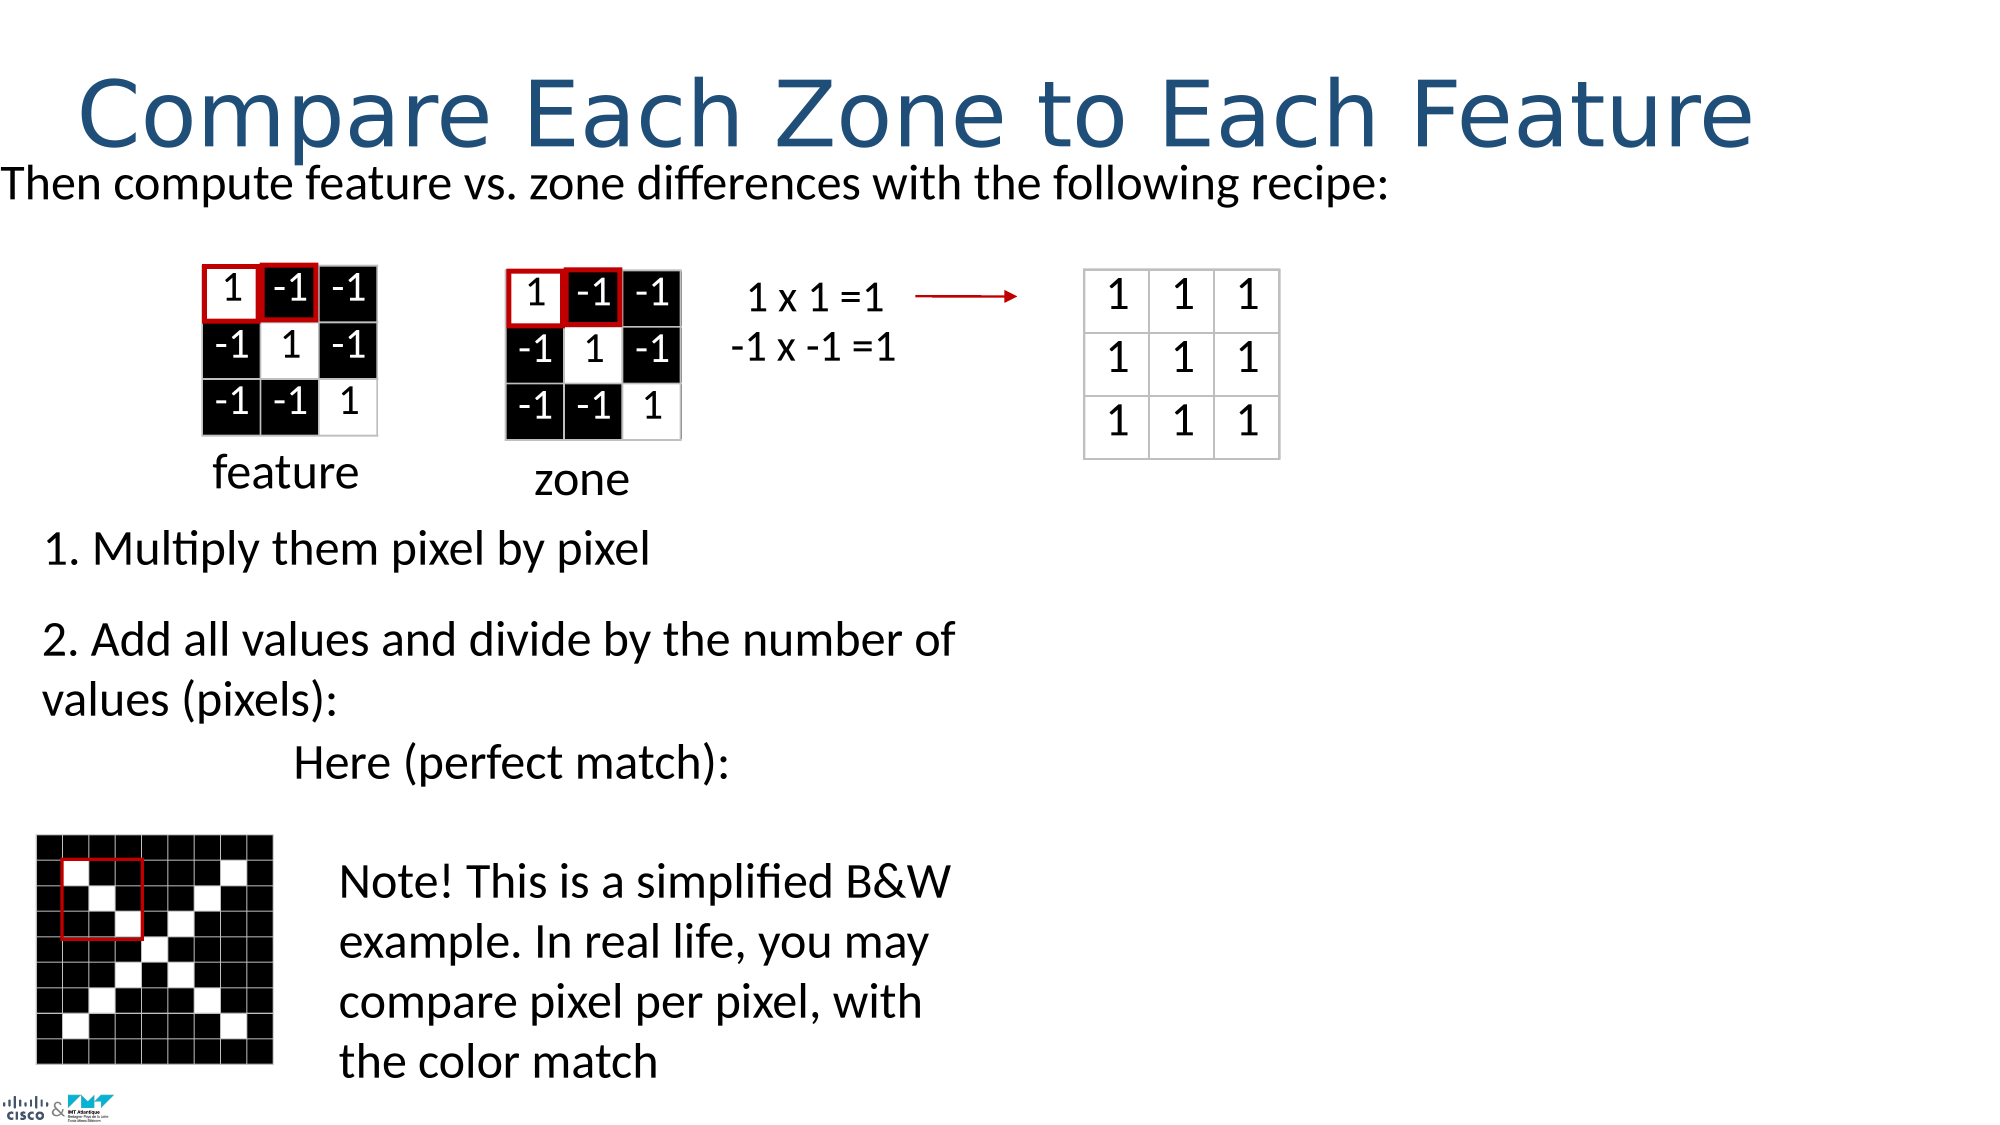 Compare Each Zone to Each Feature
Then compute feature vs. zone differences with the following recipe:
1 -1 -1
-1 1 -1
-1 -1 1
feature
1 -1 -1
-1 1 -1
-1 -1 1
zone
1 x 1 =1
-1 x -1 =1
1 1 1
1 1 1
1 1 1
1. Multiply them pixel by pixel
2. Add all values and divide by the number of
values (pixels):
Here (perfect match):
Note! This is a simplified B&W
example. In real life, you may
compare pixel per pixel, with
the color match
CISCO &
IMT Atlantique